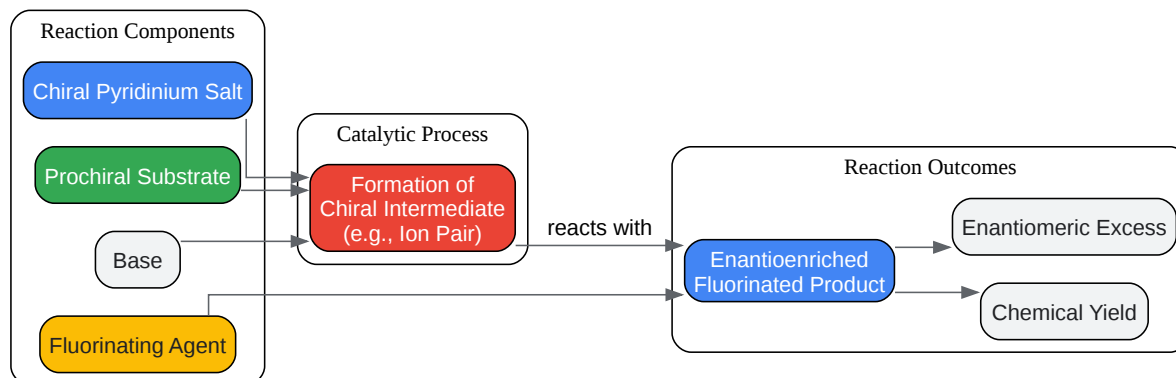 Reaction Components
Chiral Pyridinium Salt
Prochiral Substrate
Base
Fluorinating Agent
Catalytic Process
Formation of
Chiral Intermediate
(e.g., Ion Pair)
reacts with
Reaction Outcomes
Enantioenriched
Fluorinated Product
Enantiomeric Excess
Chemical Yield